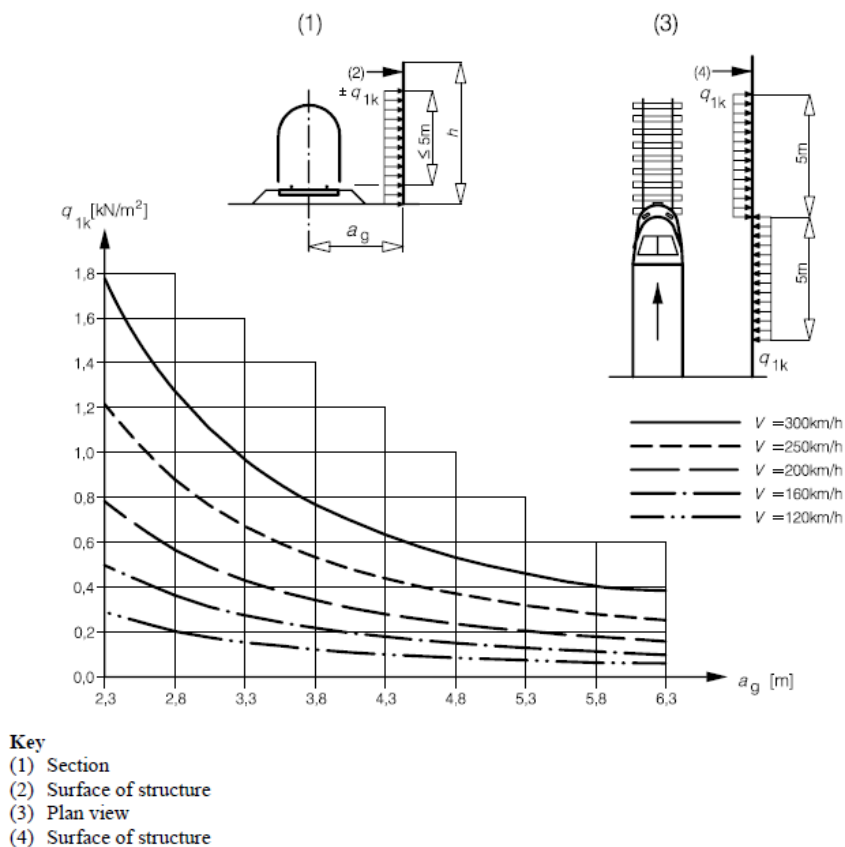 (1)
(3)
(2)
± q1k
≤ 5m
h
ag
(4)
q1k
5m
5m
q1k
q1k[kN/m²]
1,8
1,6
1,4
1,2
1,0
0,8
0,6
0,4
0,2
0,0
2,3 2,8 3,3 3,8 4,3 4,8 5,3 5,8 6,3
ag [m]
V =300km/h
V =250km/h
V =200km/h
V =160km/h
V =120km/h
Key
(1) Section
(2) Surface of structure
(3) Plan view
(4) Surface of structure